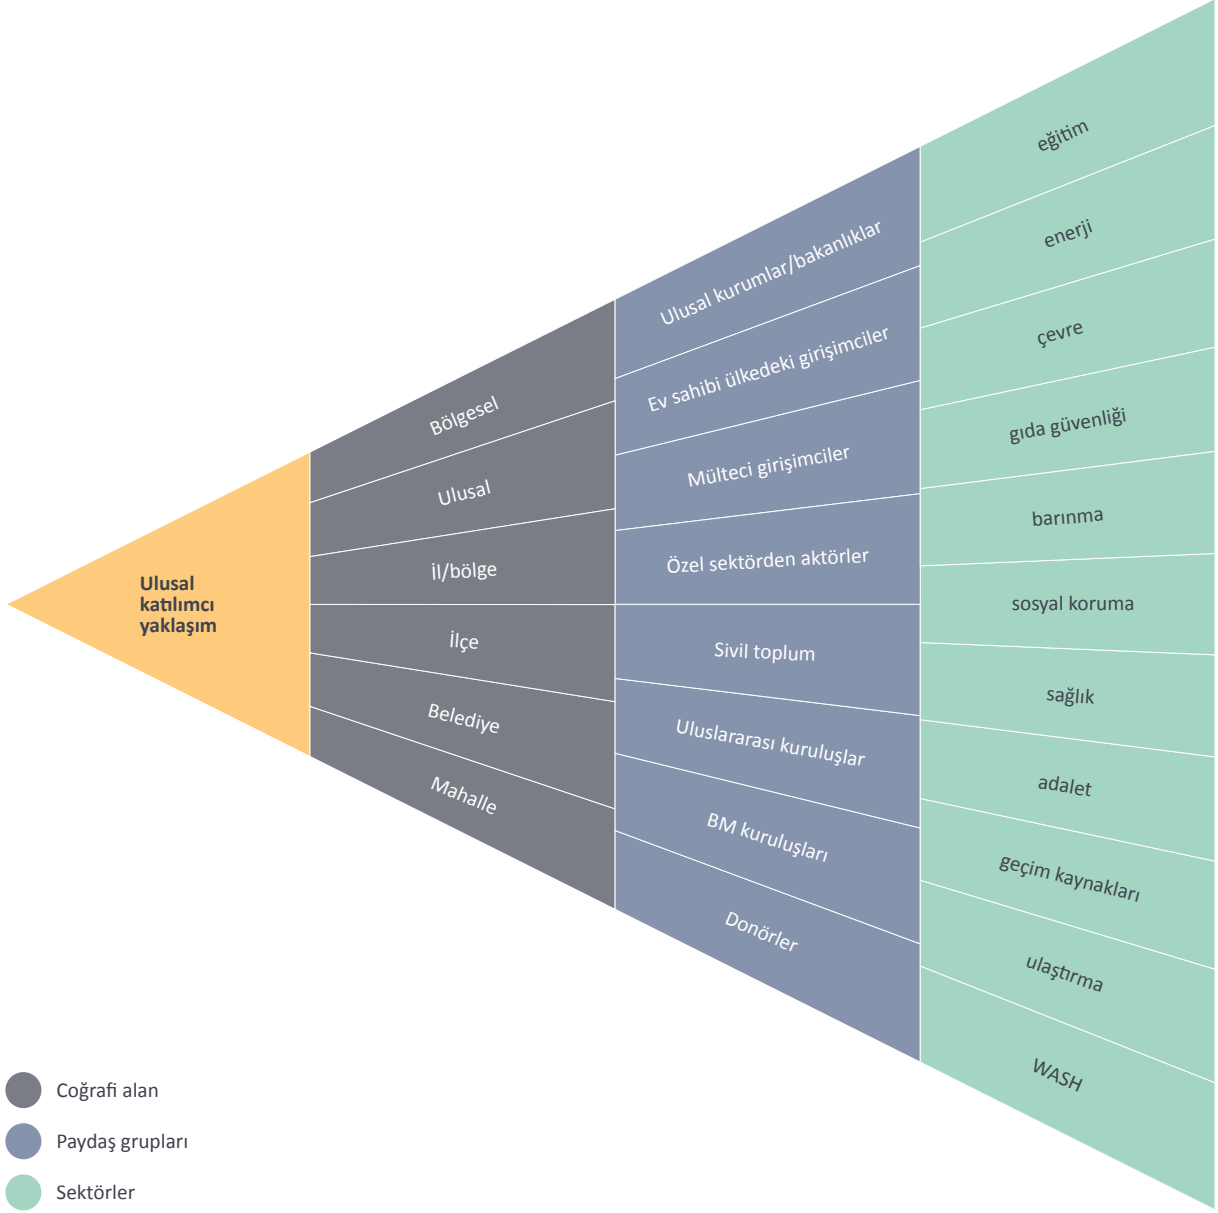 Ulusal
katılımcı
yaklaşım
Bölgesel
Ulusal
İl/bölge
İlçe
Belediye
Mahalle
Ulusal kurumlar/bakanlıklar
Ev sahibi ülkedeki girişimciler
Mülteci girişimciler
Özel sektörden aktörler
Sivil toplum
Uluslararası kuruluşlar
BM kuruluşları
Donörler
eğitim
enerji
çevre
gıda güvenliği
barınma
sosyal koruma
sağlık
adalet
geçim kaynakları
ulaştırma
WASH
Coğrafi alan
Paydaş grupları
Sektörler